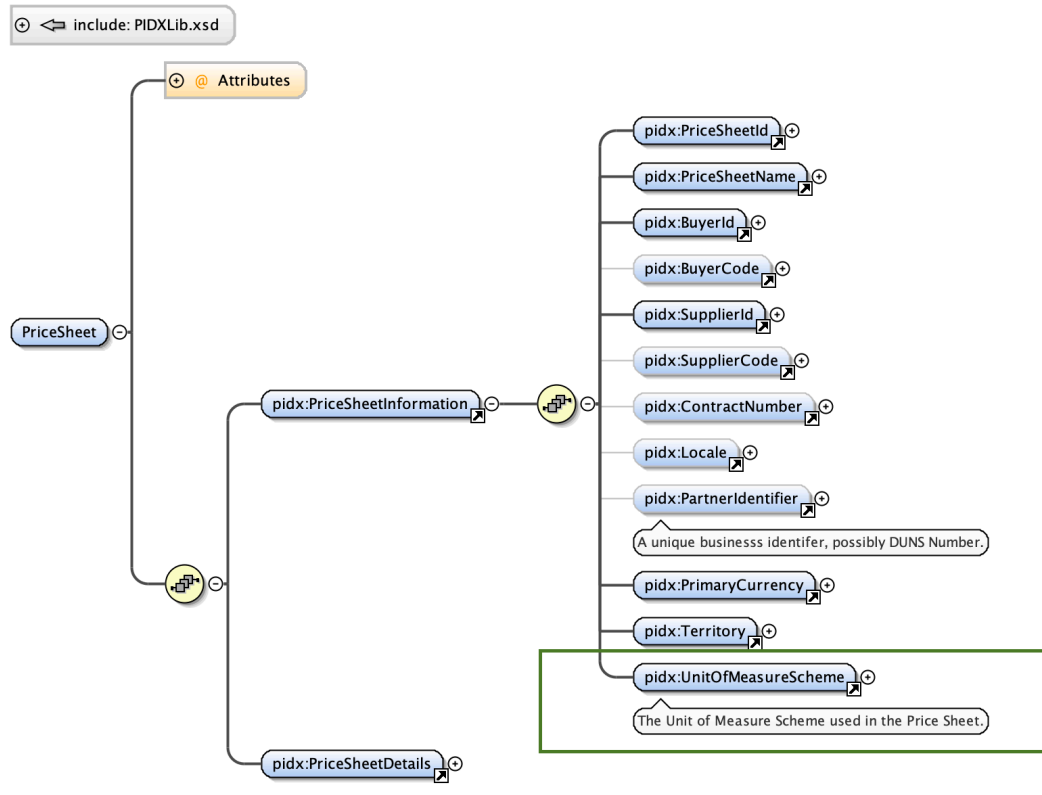 include: PIDXLib.xsd
@ Attributes
pidx:PriceSheetId
pidx:PriceSheetName
pidx:BuyerId
pidx:BuyerCode
PriceSheet
pidx:SupplierId
pidx:SupplierCode
pidx:PriceSheetInformation
pidx:ContractNumber
pidx:Locale
pidx:PartnerIdentifier
A unique businesss identifer, possibly DUNS Number.
pidx:PrimaryCurrency
pidx:Territory
pidx:UnitOfMeasureScheme
The Unit of Measure Scheme used in the Price Sheet.
pidx:PriceSheetDetails